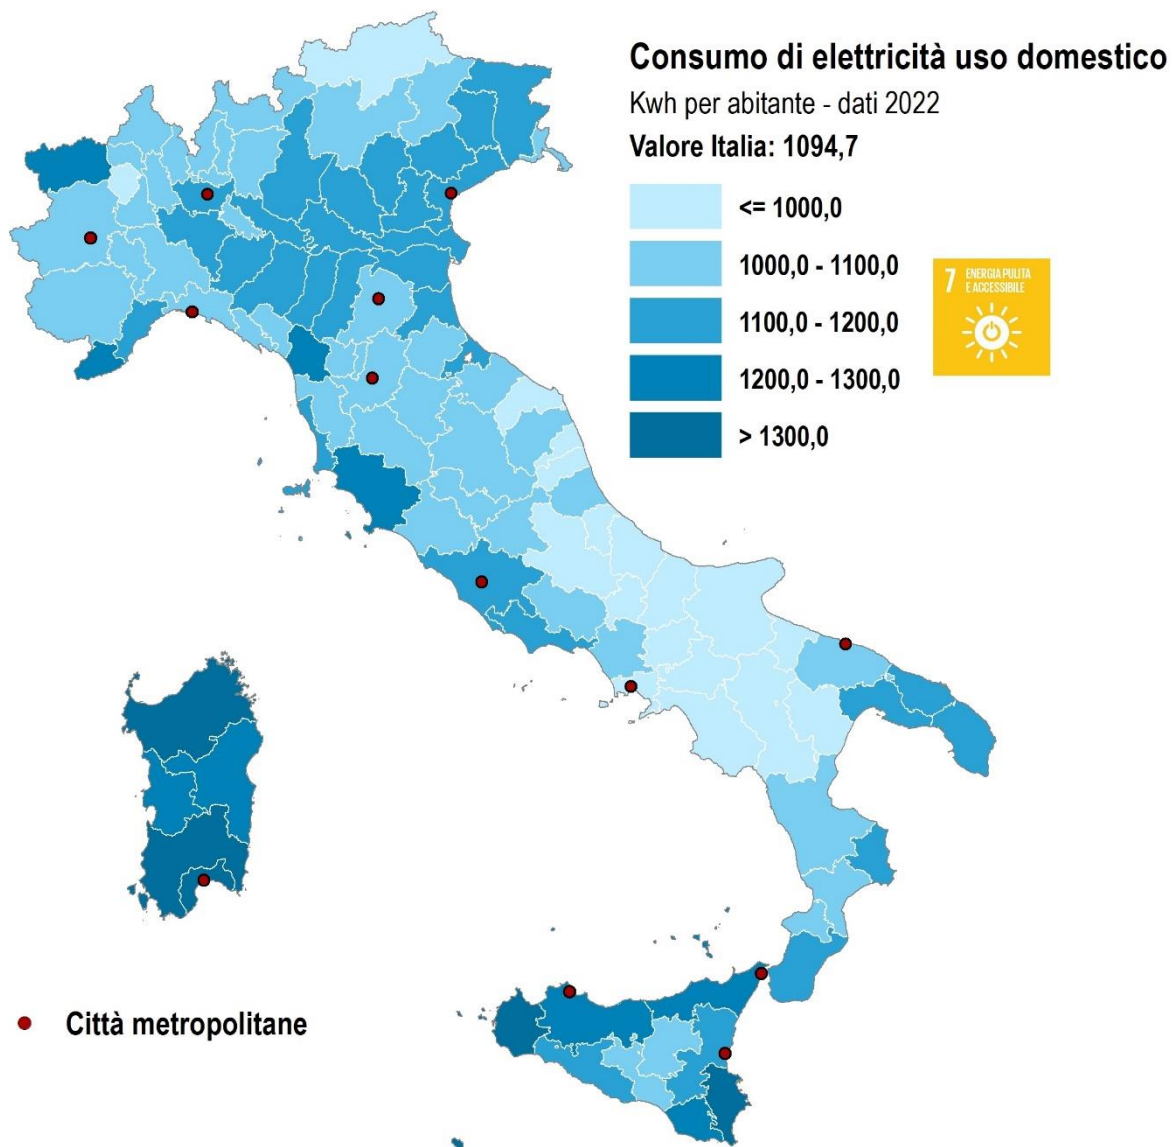 Consumo di elettricità uso domestico
Kwh per abitante - dati 2022
Valore Italia: 1094,7
<= 1000,0
1000,0 - 1100,0
1100,0 - 1200,0
1200,0 - 1300,0
> 1300,0
7 ENERGIA PULITA
E ACCESSIBILE
Città metropolitane